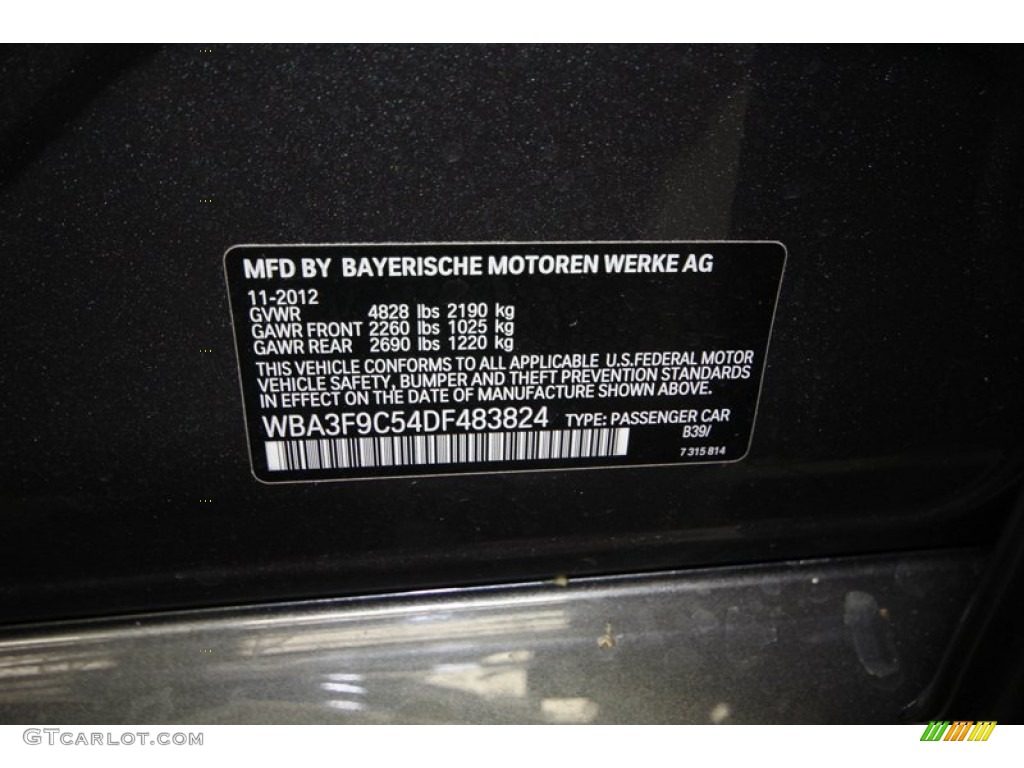 MFD BY BAYERISCHE MOTOREN WERKE AG
11-2012
GVWR 4828 lbs 2190 kg
GAWR FRONT 2260 lbs 1025 kg
GAWR REAR 2690 lbs 1220 kg
THIS VEHICLE CONFORMS TO ALL APPLICABLE U.S.FEDERAL MOTOR
VEHICLE SAFETY, BUMPER AND THEFT PREVENTION STANDARDS
IN EFFECT ON THE DATE OF MANUFACTURE SHOWN ABOVE.
WBA3F9C54DF483824 TYPE: PASSENGER CAR
B39/
7 315 814
GTCarlot.com